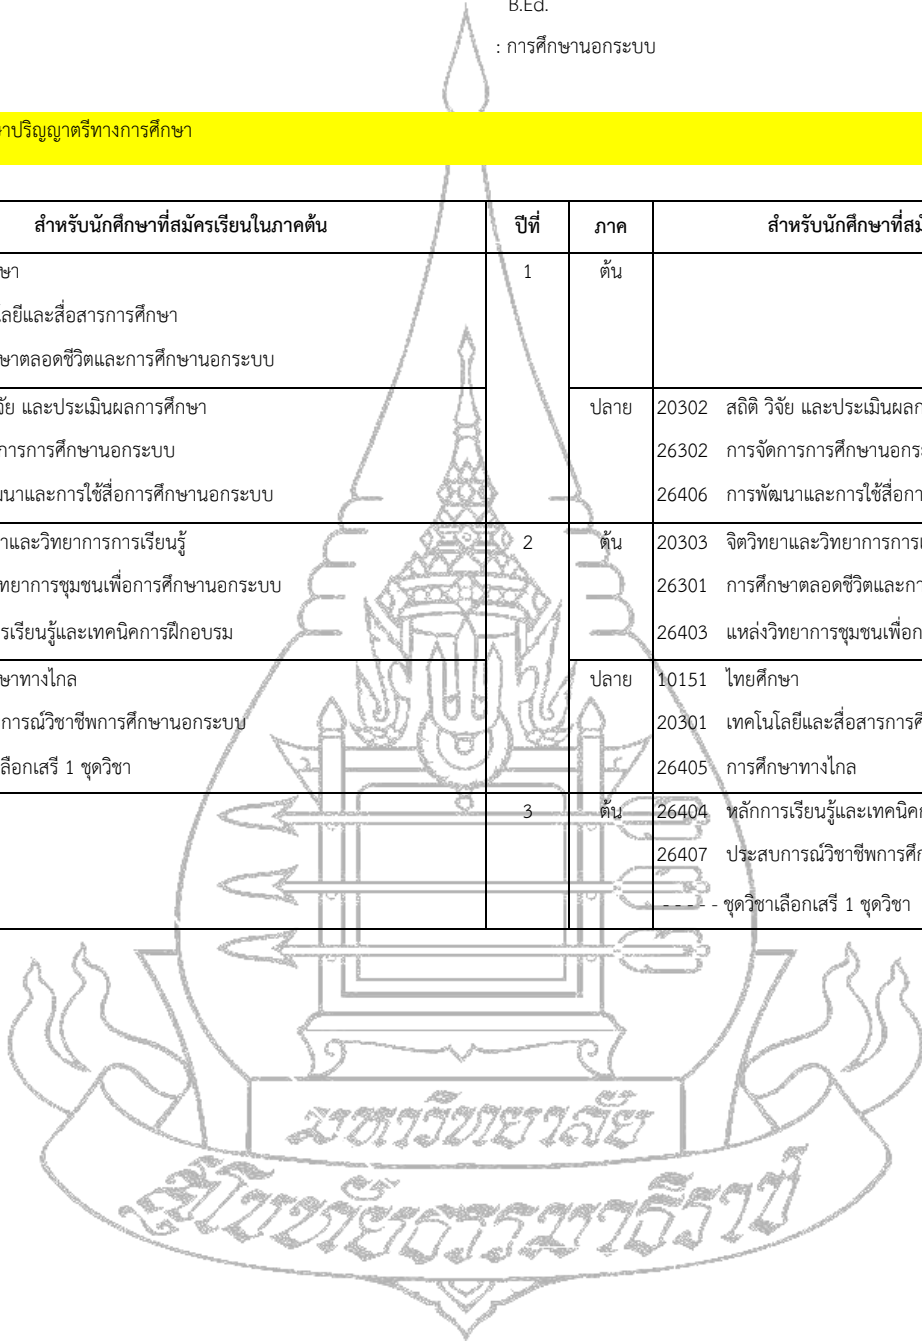 B.Ed.
: การศึกษานอกระบบ
ษาปริญญาตรีทางการศึกษา
สำหรับนักศึกษาที่สมัครเรียนในภาคต้น ปีที่ ภาค สำหรับนักศึกษาที่สมั
กษา 1 ต้น
โลยีและสื่อสารการศึกษา
ษาตลอดชีวิตและการศึกษานอกระบบ
จัย และประเมินผลการศึกษา ปลาย 20302 สถิติ วิจัย และประเมินผลก
การการศึกษานอกระบบ 26302 การจัดการการศึกษานอกระ
ฒนาและการใช้สื่อการศึกษานอกระบบ 26406 การพัฒนาและการใช้สื่อกา
าและวิทยาการการเรียนรู้ 2 ต้น 20303 จิตวิทยาและวิทยาการการเ
ทยาการชุมชนเพื่อการศึกษานอกระบบ 26301 การศึกษาตลอดชีวิตและกา
รเรียนรู้และเทคนิคการฝึกอบรม 26403 แหล่งวิทยาการชุมชนเพื่อก
ษาทางไกล ปลาย 10151 ไทยศึกษา
การณ์วิชาชีพการศึกษานอกระบบ 20301 เทคโนโลยีและสื่อสารการศึ
ลือกเสรี 1 ชุดวิชา 26405 การศึกษาทางไกล
3 ต้น 26404 หลักการเรียนรู้และเทคนิคก
26407 ประสบการณ์วิชาชีพการศึก
- - - - - ชุดวิชาเลือกเสรี 1 ชุดวิชา
มหาวิทยาลัย
สุโขทัยธรรมาธิราช